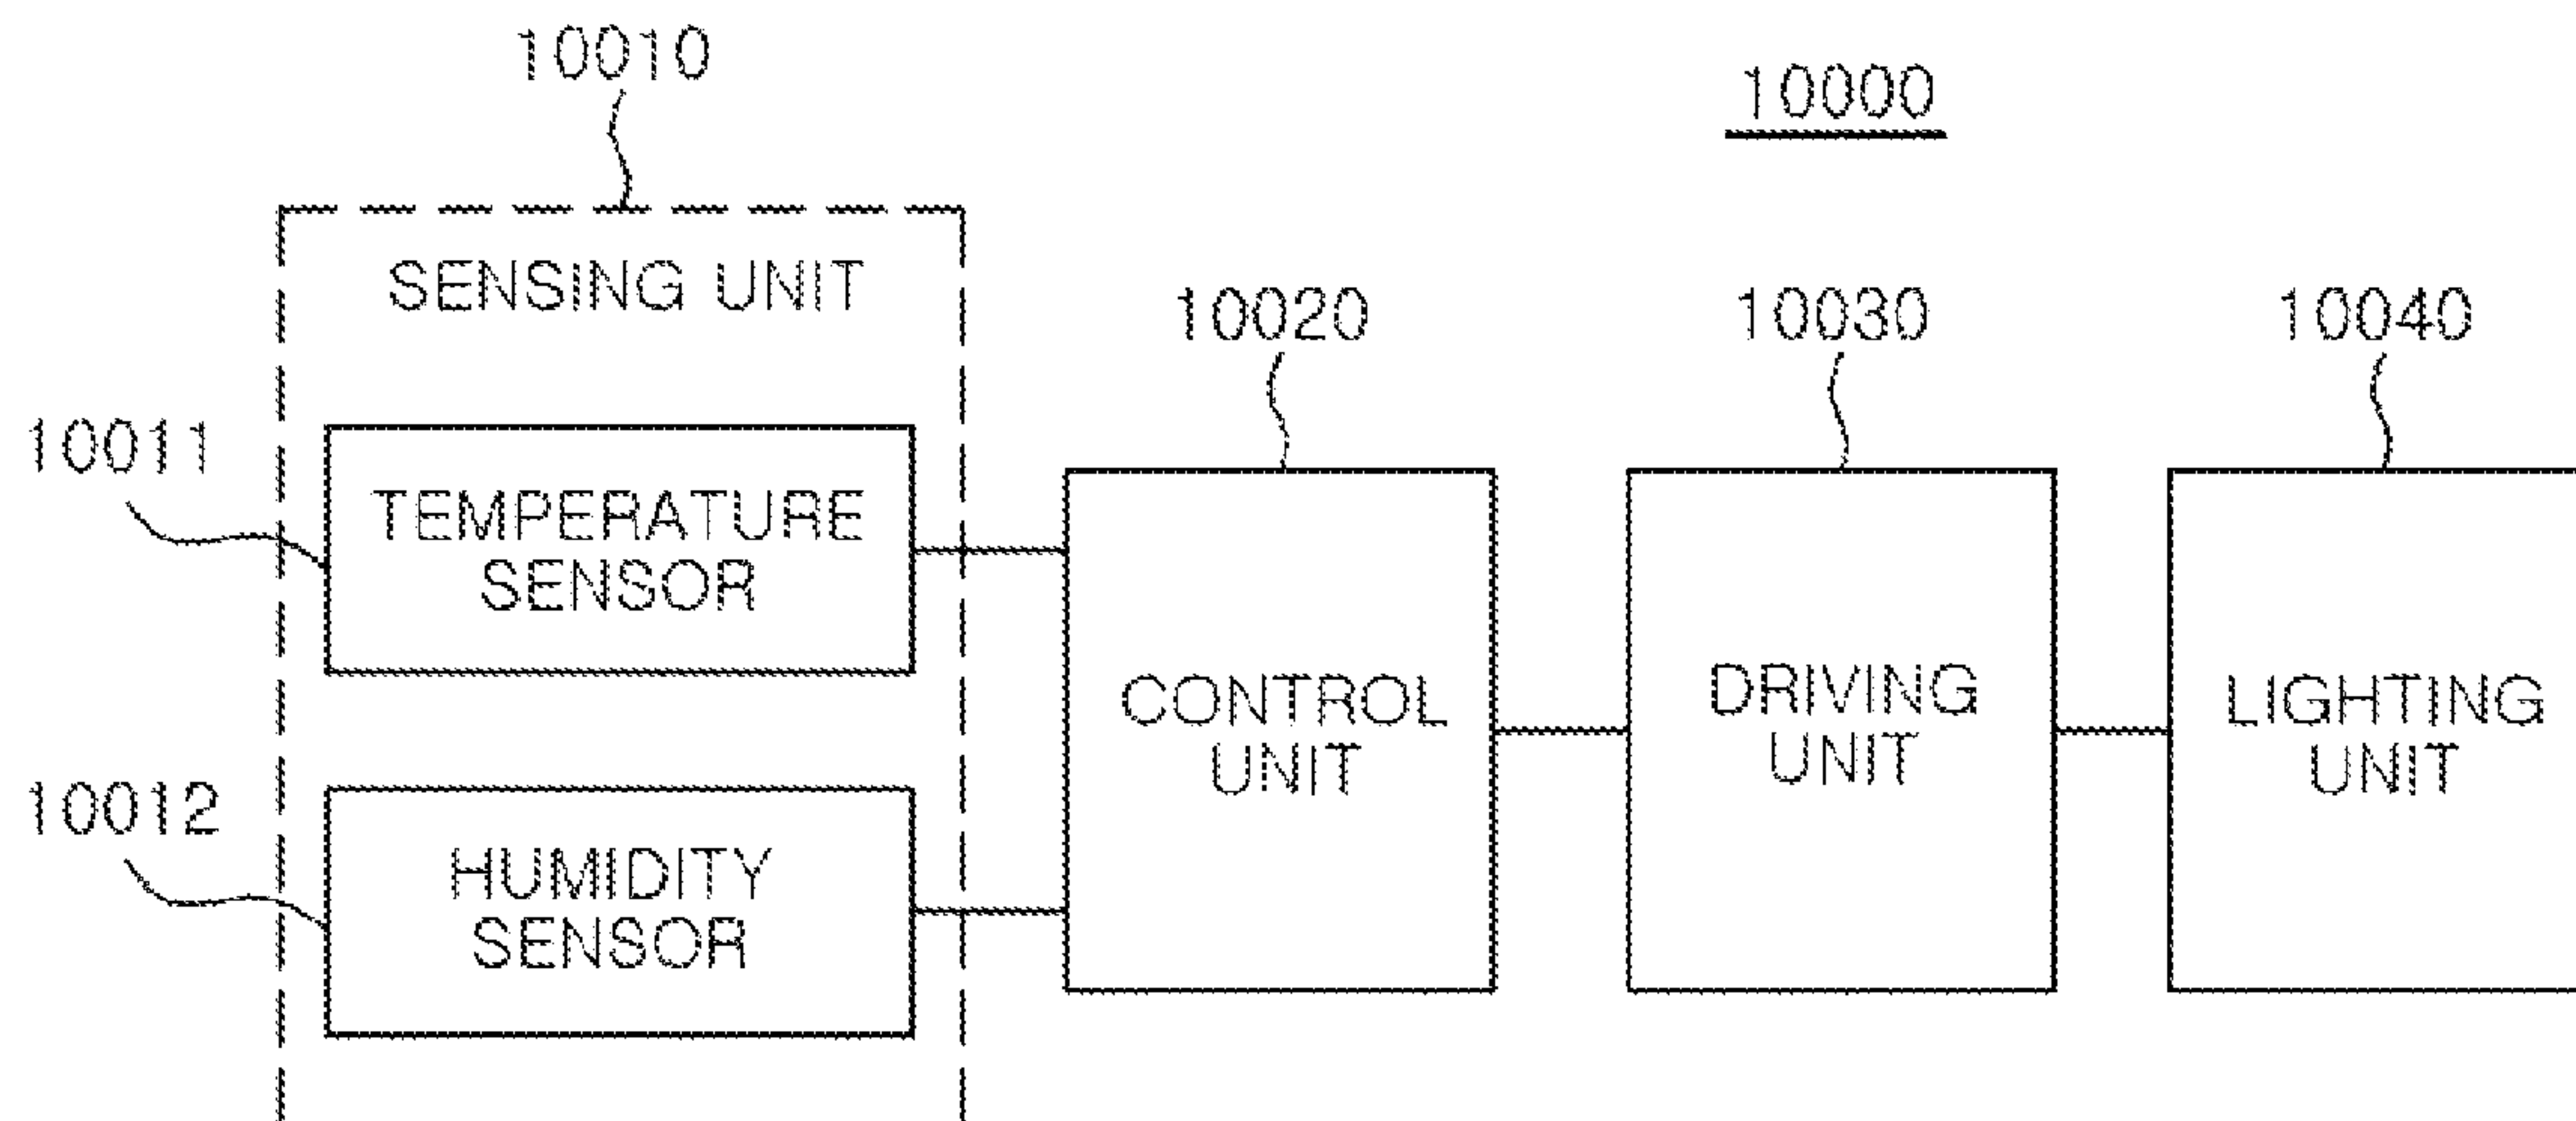 10010
10000
SENSING UNIT
10020
10030
10040
10011
TEMPERATURE
SENSOR
CONTROL
UNIT
DRIVING
UNIT
LIGHTING
UNIT
10012
HUMIDITY
SENSOR